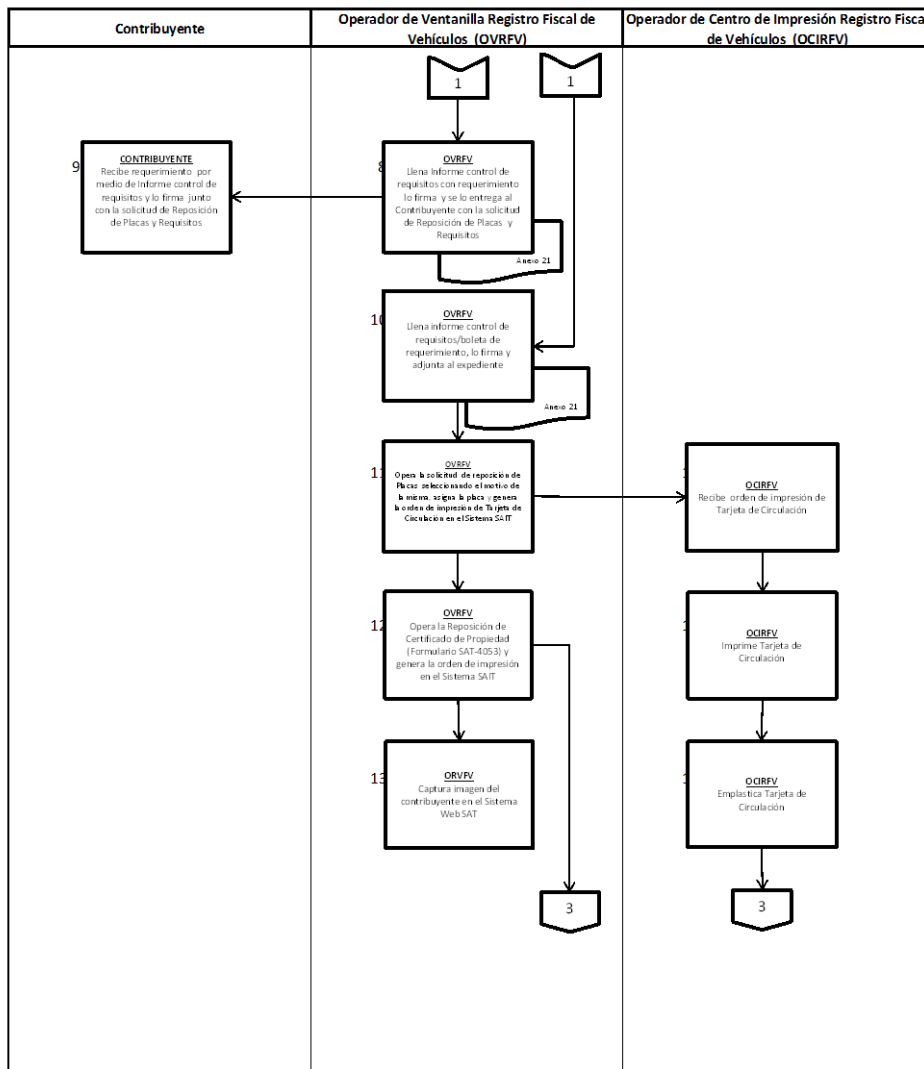 Contribuyente
Operador de Ventanilla Registro Fiscal de
Vehículos (OVRFV)
Operador de Centro de Impresión Registro Fisca
de Vehículos (OCIRFV)
1
1
9
CONTRIBUYENTE
Recibe requerimiento por
medio de Informe control de
requisitos y lo firma junto
con la solicitud de Reposición
de Placas y Requisitos
8
OVRFV
Llena Informe control de
requisitos con requerimiento
lo firma y se lo entrega al
Contribuyente con la solicitud
de Reposición de Placas y
Requisitos
Anexo 21
10
OVRFV
Llena informe control de
requisitos/boleta de
requerimiento, lo firma y
adjunta al expediente
Anexo 21
11
OVRFV
Opera la solicitud de reposición de
Placas seleccionando el motivo de
la misma, asigna la placa y genera
la orden de impresión de Tarjeta de
Circulación en el Sistema SAIT
1
OCIRFV
Recibe orden de impresión de
Tarjeta de Circulación
12
OVRFV
Opera la Reposición de
Certificado de Propiedad
(Formulario SAT-4053) y
genera la orden de impresión
en el Sistema SAIT
1
OCIRFV
Imprime Tarjeta de
Circulación
13
ORVFV
Captura imagen del
contribuyente en el Sistema
Web SAT
1
OCIRFV
Emplastica Tarjeta de
Circulación
3
3